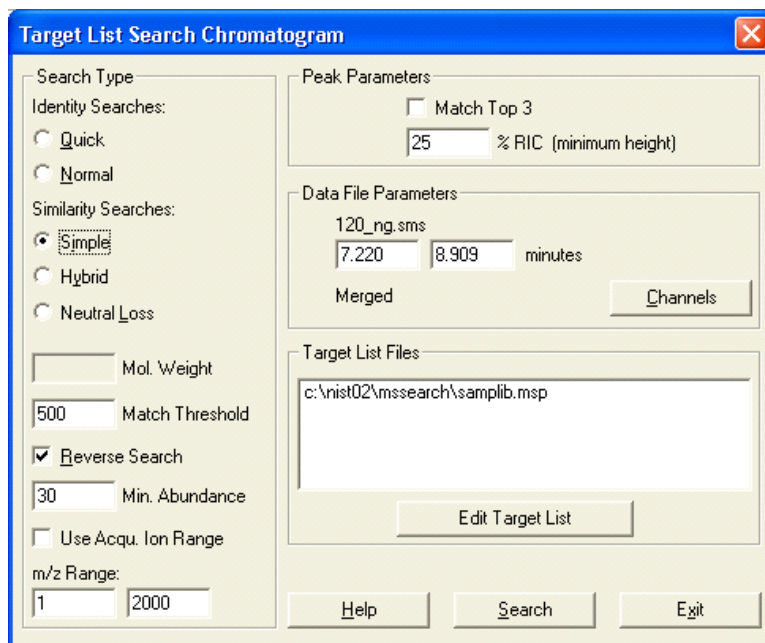 Target List Search Chromatogram
Search Type
Identity Searches:
Quick
Normal
Similarity Searches:
Simple
Hybrid
Neutral Loss
Mol. Weight
500 Match Threshold
Reverse Search
30 Min. Abundance
Use Acqu. Ion Range
m/z Range:
1 2000
Peak Parameters
Match Top 3
25 % RIC (minimum height)
Data File Parameters
120_ng.sms
7.220 8.909 minutes
Merged Channels
Target List Files
c:\nist02\mssearch\samplib.msp
Edit Target List
Help Search Exit